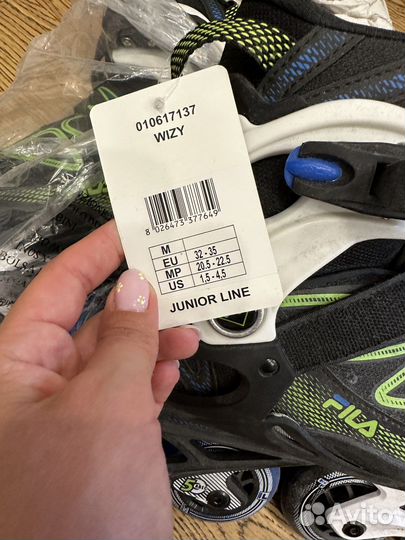 010617137
WIZY
8 026473 377649
M
EU 32 - 35
MP 20.5 - 22.5
US 1.5 - 4.5
JUNIOR LINE
FILA
Avito